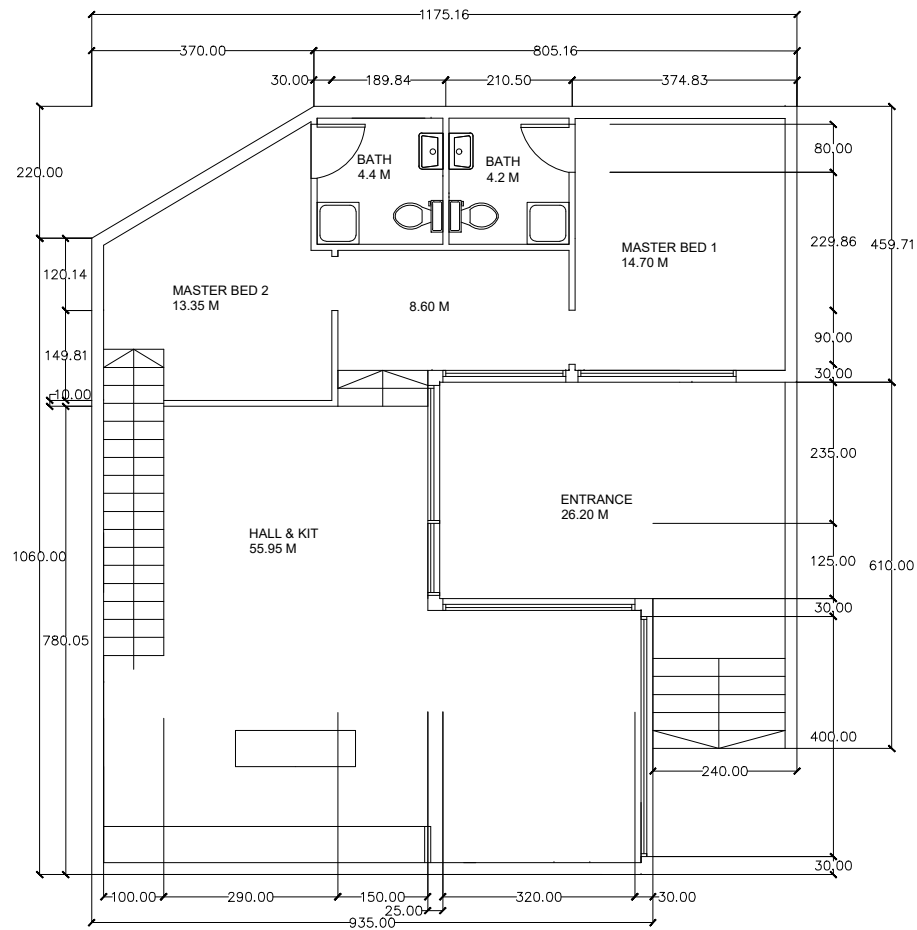 1175.16
370.00
805.16
30.00
189.84
210.50
374.83
BATH
4.4 M
BATH
4.2 M
80.00
220.00
229.86
459.71
MASTER BED 1
14.70 M
120.14
MASTER BED 2
13.35 M
8.60 M
90.00
149.81
30.00
10.00
235.00
ENTRANCE
26.20 M
HALL & KIT
55.95 M
1060.00
125.00
610.00
30.00
780.05
400.00
240.00
30.00
100.00
290.00
150.00
320.00
30.00
25.00
935.00